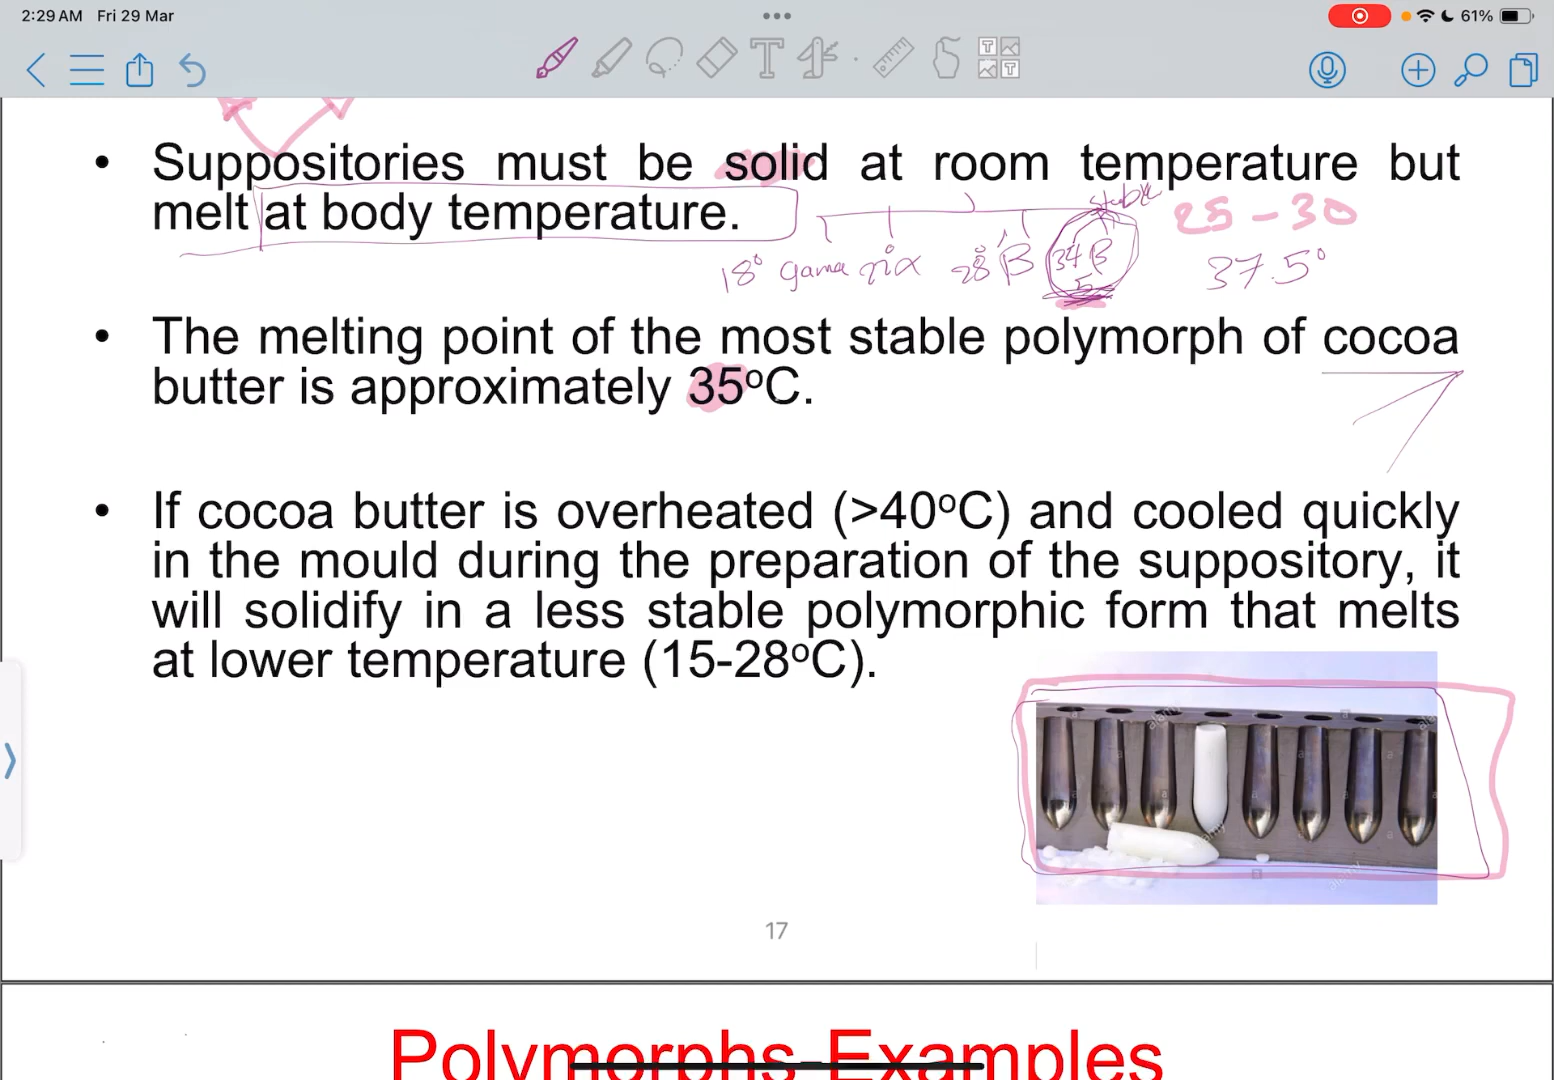 2:29 AM Fri 29 Mar
61%
• Suppositories must be solid at room temperature but
melt at body temperature.
stable
25 - 30
18° gama
28° β
37.5°
• The melting point of the most stable polymorph of cocoa
butter is approximately 35°C.
• If cocoa butter is overheated (>40°C) and cooled quickly
in the mould during the preparation of the suppository, it
will solidify in a less stable polymorphic form that melts
at lower temperature (15-28°C).
17
Polymorphs-Examples